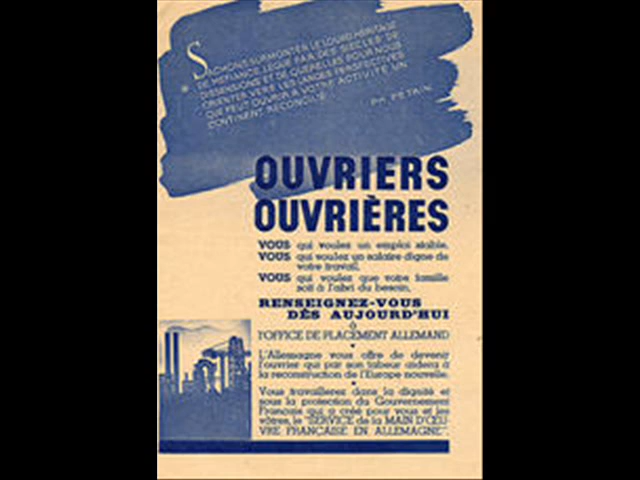 SACHONS SURMONTER LE LOURD HÉRITAGE
DE MÉFIANCE LÉGUÉ PAR DES SIÈCLES DE
DISSENSIONS ET DE QUERELLES POUR NOUS
ORIENTER VERS LES LARGES PERSPECTIVES
QUE PEUT OUVRIR À VOTRE ACTIVITÉ UN
CONTINENT RÉCONCILIÉ.
PH. PÉTAIN.
OUVRIERS
OUVRIÈRES
VOUS qui voulez un emploi stable.
VOUS qui voulez un salaire digne de
votre travail.
VOUS qui voulez que votre famille
soit à l'abri du besoin.
RENSEIGNEZ-VOUS
DÈS AUJOURD'HUI
à
l'OFFICE DE PLACEMENT ALLEMAND
L'Allemagne vous offre de devenir
l'ouvrier qui par son labeur aidera à
la reconstruction de l'Europe nouvelle.
Vous travaillerez dans la dignité et
sous la protection du Gouvernement
Français qui a créé pour vous et les
vôtres, le "SERVICE de la MAIN D'ŒU-
VRE FRANÇAISE EN ALLEMAGNE".